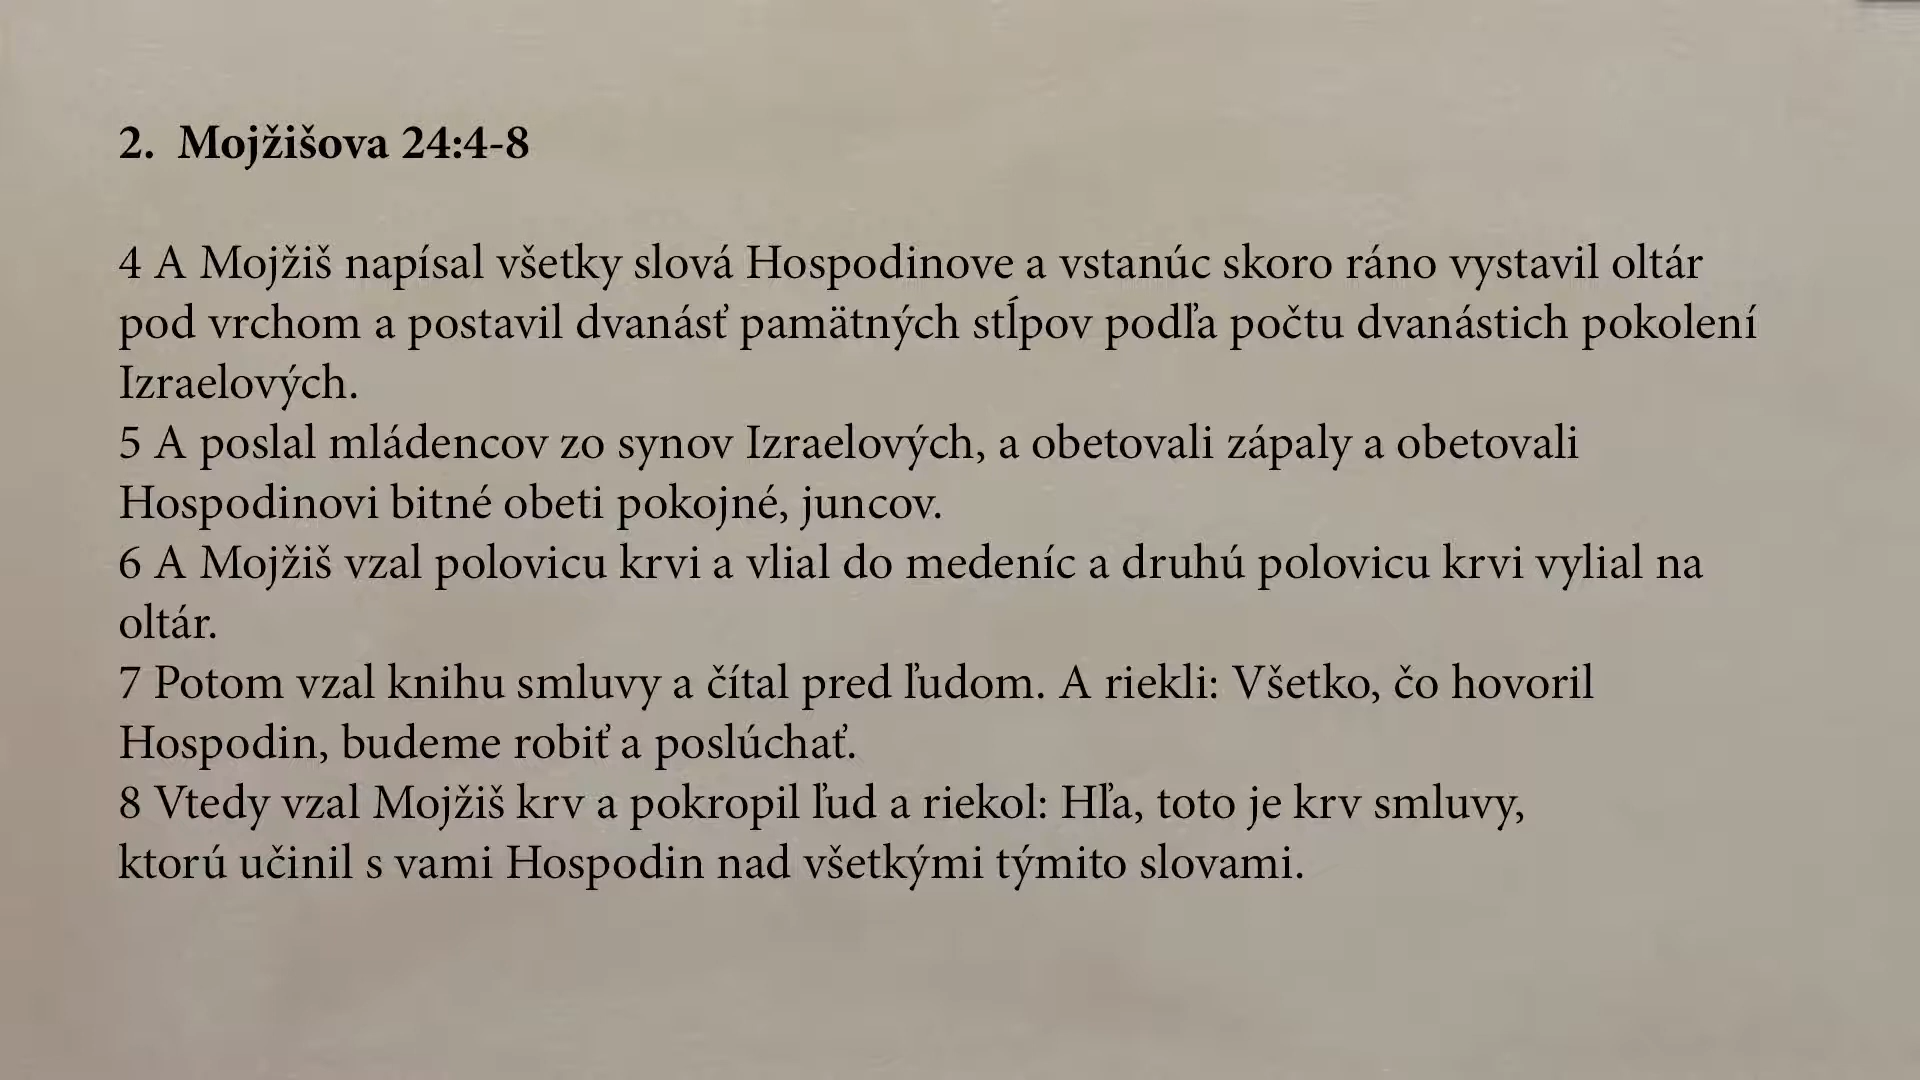 2. Mojžišova 24:4-8
4 A Mojžiš napísal všetky slová Hospodinove a vstanúc skoro ráno vystavil oltár
pod vrchom a postavil dvanásť pamätných stĺpov podľa počtu dvanástich pokolení
Izraelových.
5 A poslal mládencov zo synov Izraelových, a obetovali zápaly a obetovali
Hospodinovi bitné obeti pokojné, juncov.
6 A Mojžiš vzal polovicu krvi a vlial do medeníc a druhú polovicu krvi vylial na
oltár.
7 Potom vzal knihu smluvy a čítal pred ľudom. A riekli: Všetko, čo hovoril
Hospodin, budeme robiť a poslúchať.
8 Vtedy vzal Mojžiš krv a pokropil ľud a riekol: Hľa, toto je krv smluvy,
ktorú učinil s vami Hospodin nad všetkými týmito slovami.